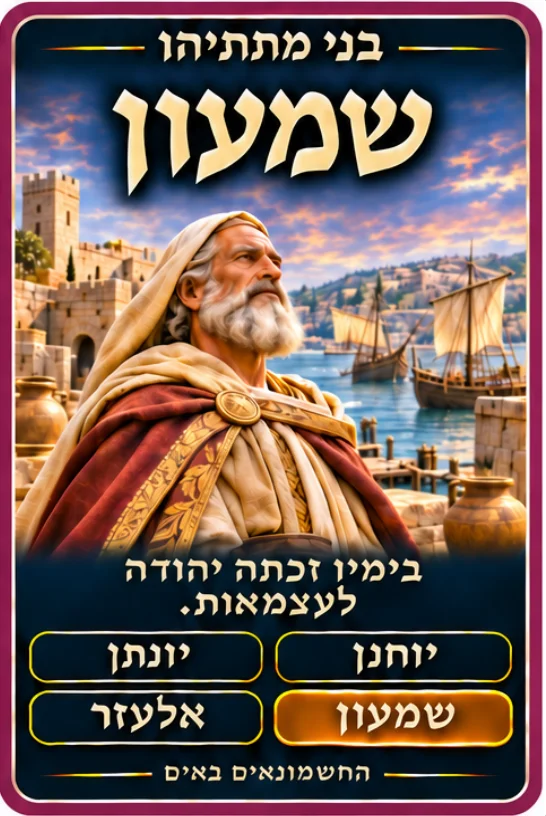 בני מתתיהו
שמעון
בימיו זכתה יהודה
לעצמאות.
יוחנן
יונתן
שמעון
אלעזר
החשמונאים באים